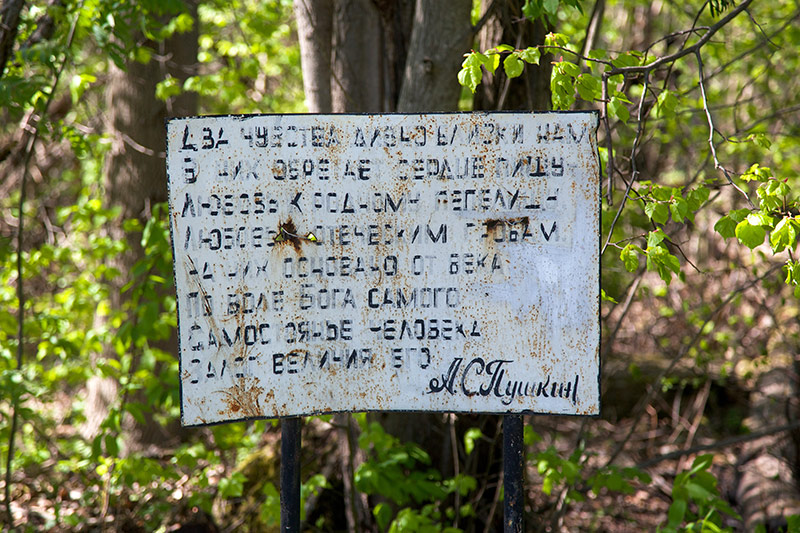 ДВА ЧУВСТВА ДИВНО БЛИЗКИ НАМ
В НИХ ОБРЕТАЕТ СЕРДЦЕ ПИЩУ
ЛЮБОВЬ К РОДНОМУ ПЕПЕЛИЩУ
ЛЮБОВЬ К ОТЕЧЕСКИМ ГРОБАМ
НА НИХ ОСНОВАНО ОТ ВЕКА
ПО ВОЛЕ БОГА САМОГО
САМОСТОЯНЬЕ ЧЕЛОВЕКА
ЗАЛОГ ВЕЛИЧИЯ ЕГО
А.С.Пушкин